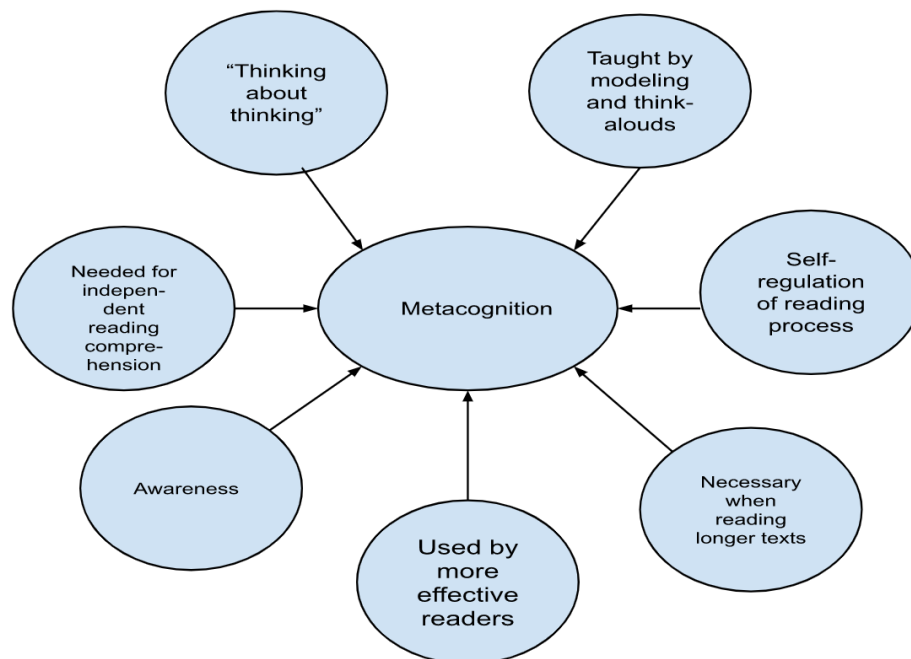 “Thinking
about
thinking”
Taught by
modeling
and think-
alouds
Needed for
indepen-
dent
reading
compre-
hension
Metacognition
Self-
regulation
of reading
process
Awareness
Used by
more
effective
readers
Necessary
when
reading
longer texts